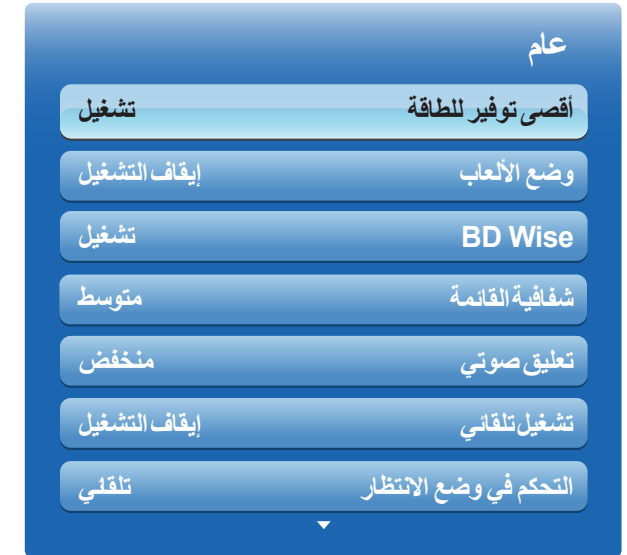 عام
أقصى توفير للطاقة تشغيل
وضع الألعاب إيقاف التشغيل
BD Wise تشغيل
شفافية القائمة متوسط
تعليق صوتي منخفض
تشغيل تلقائي إيقاف التشغيل
التحكم في وضع الانتظار تلقائي